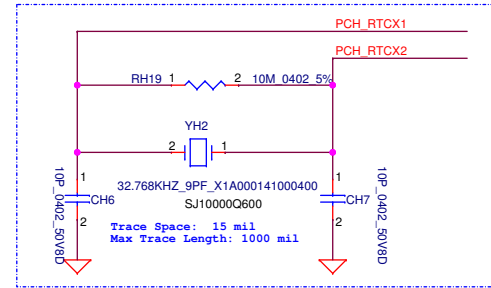 PCH_RTCX1
PCH_RTCX2
RH19 1 2 10M_0402_5%
YH2
2 1
32.768KHZ_9PF_X1A000141000400
SJ10000Q600
10P_0402_50V8D
1
CH6
2
1
CH7
2
10P_0402_50V8D
Trace Space: 15 mil
Max Trace Length: 1000 mil